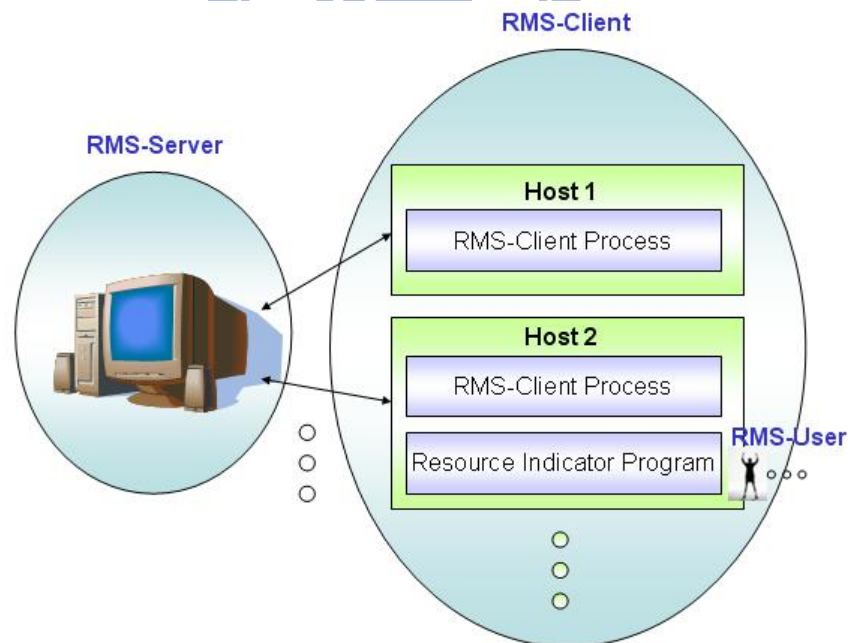 RMS-Client
RMS-Server
Host 1
RMS-Client Process
Host 2
RMS-Client Process
Resource Indicator Program
RMS-User